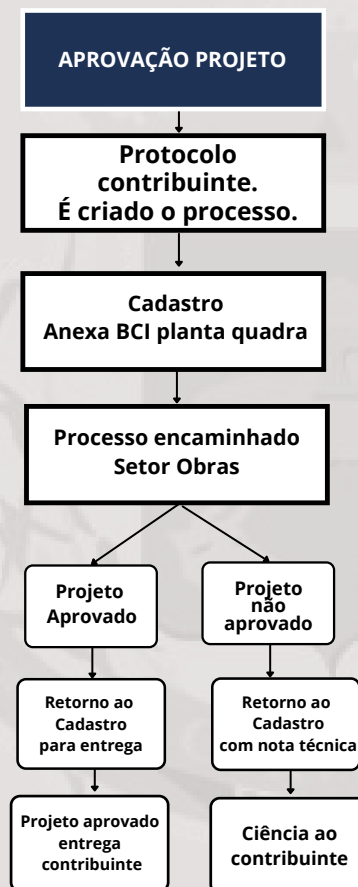 APROVAÇÃO PROJETO
Protocolo
contribuinte.
É criado o processo.
Cadastro
Anexa BCI planta quadra
Processo encaminhado
Setor Obras
Projeto
Aprovado
Projeto
não
aprovado
Retorno ao
Cadastro
para entrega
Retorno ao
Cadastro
com nota técnica
Projeto aprovado
entrega
contribuinte
Ciência ao
contribuinte